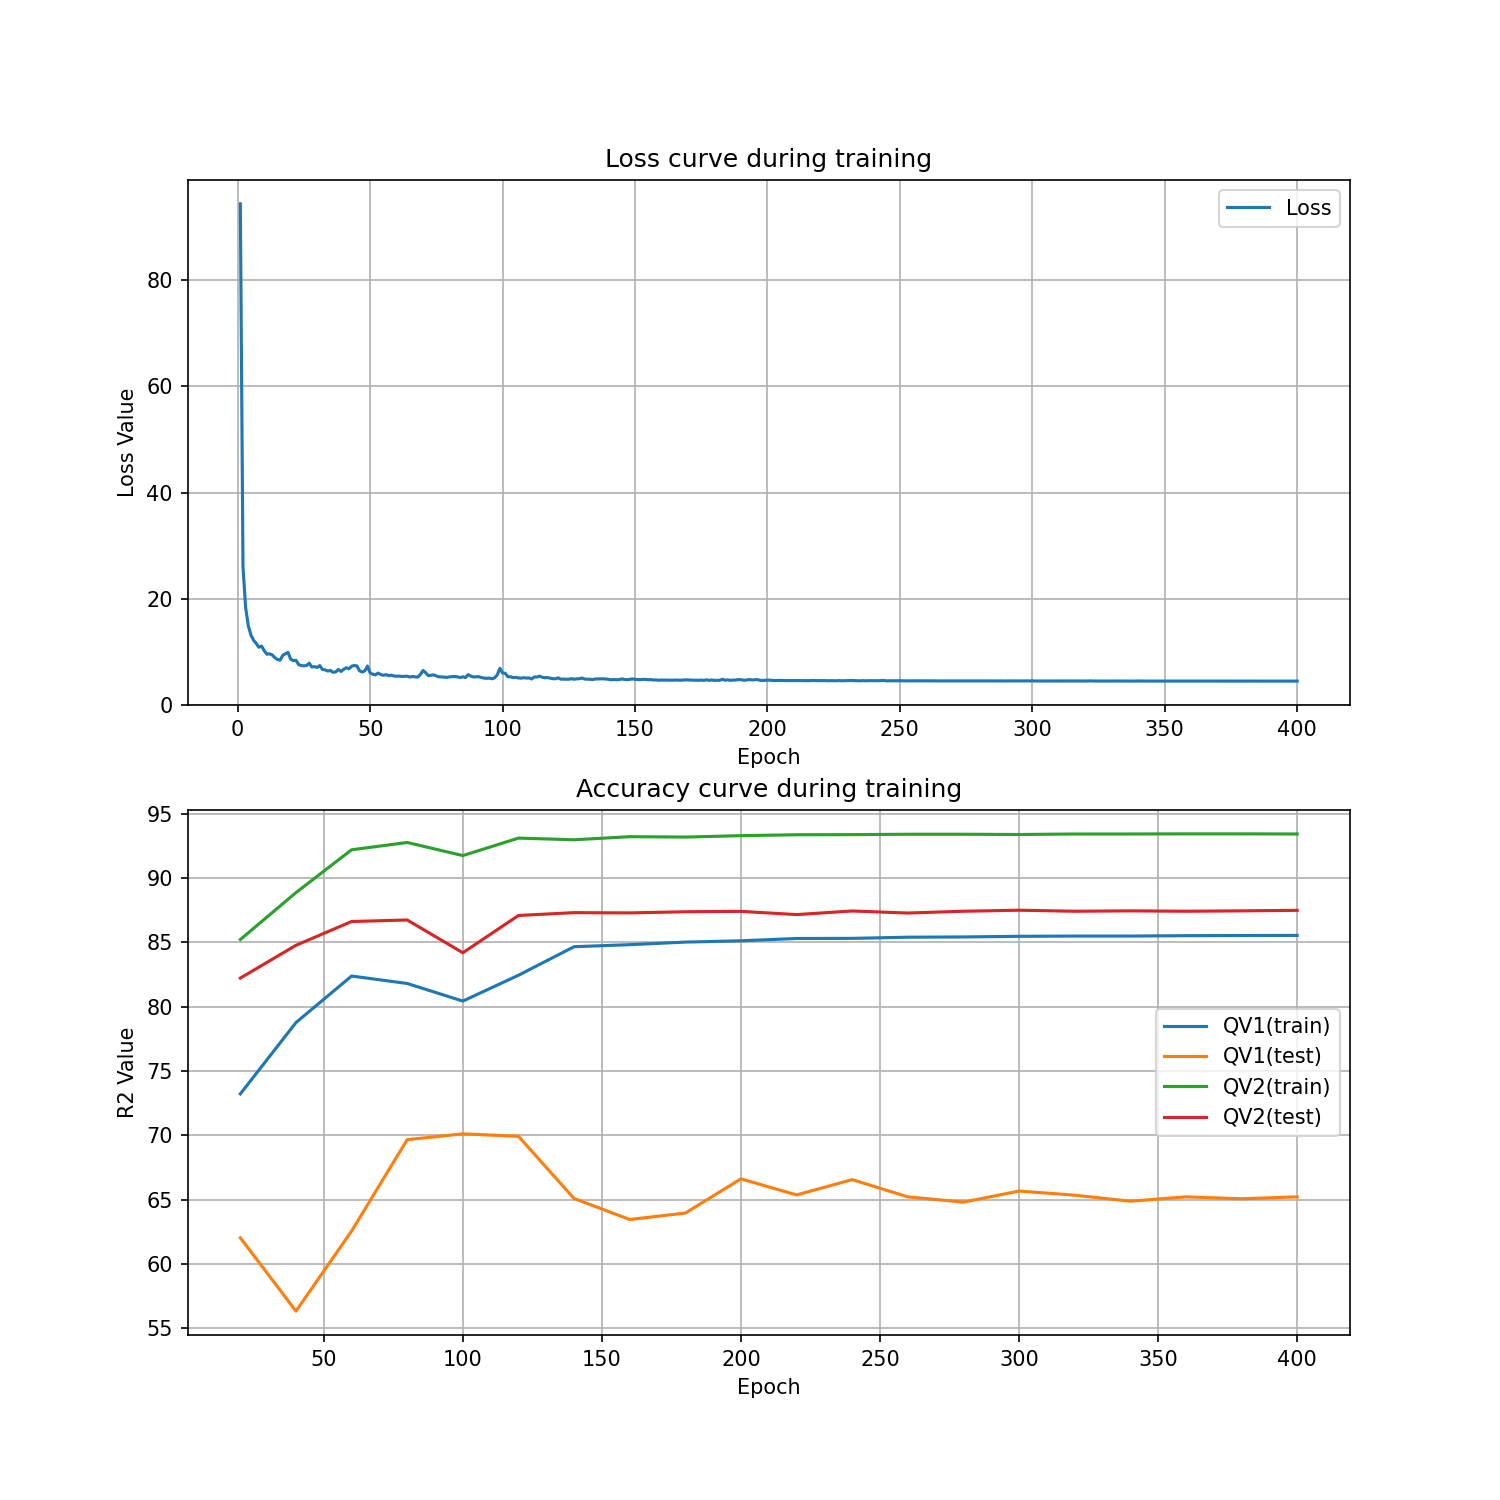 Loss curve during training
Loss
80
60
40
20
0
Loss Value
0 50 100 150 200 250 300 350 400
Epoch
Accuracy curve during training
95
90
85
80
75
70
65
60
55
R2 Value
QV1(train)
QV1(test)
QV2(train)
QV2(test)
50 100 150 200 250 300 350 400
Epoch